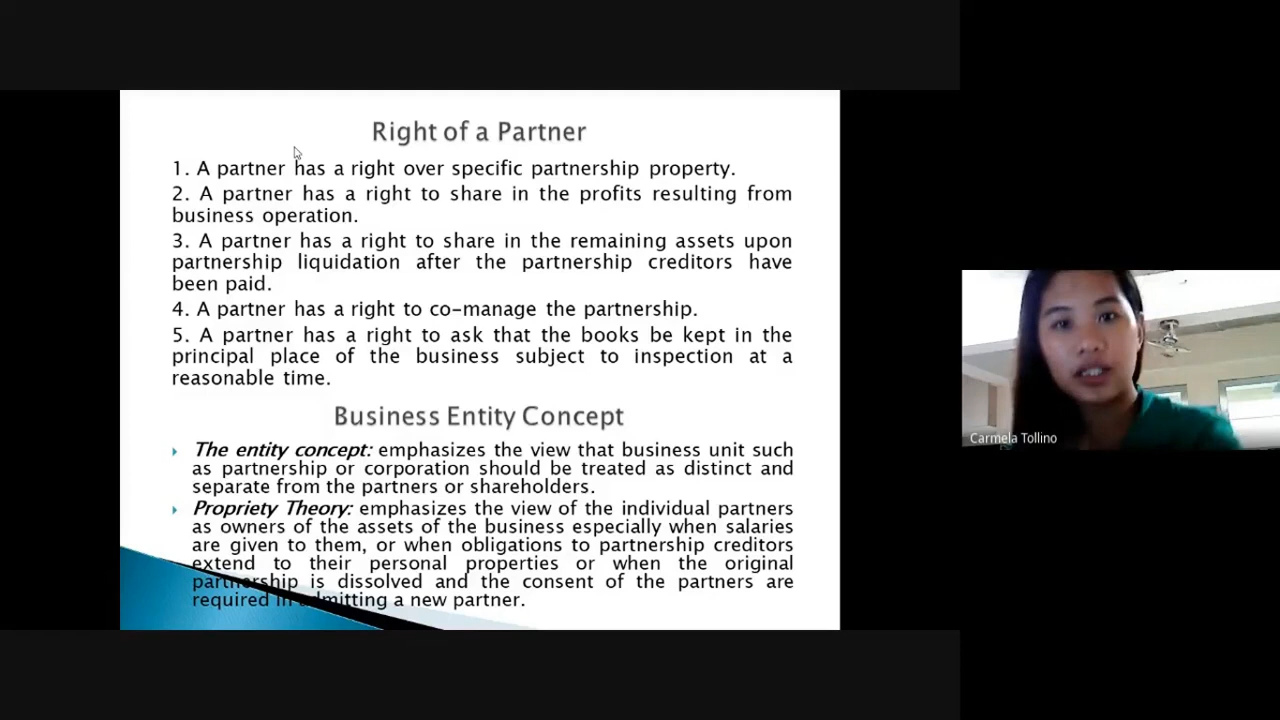 Right of a Partner
1. A partner has a right over specific partnership property.
2. A partner has a right to share in the profits resulting from
business operation.
3. A partner has a right to share in the remaining assets upon
partnership liquidation after the partnership creditors have
been paid.
4. A partner has a right to co-manage the partnership.
5. A partner has a right to ask that the books be kept in the
principal place of the business subject to inspection at a
reasonable time.
Business Entity Concept
The entity concept: emphasizes the view that business unit such
as partnership or corporation should be treated as distinct and
separate from the partners or shareholders.
Propriety Theory: emphasizes the view of the individual partners
as owners of the assets of the business especially when salaries
are given to them, or when obligations to partnership creditors
extend to their personal properties or when the original
partnership is dissolved and the consent of the partners are
required in admitting a new partner.
Carmela Tollino